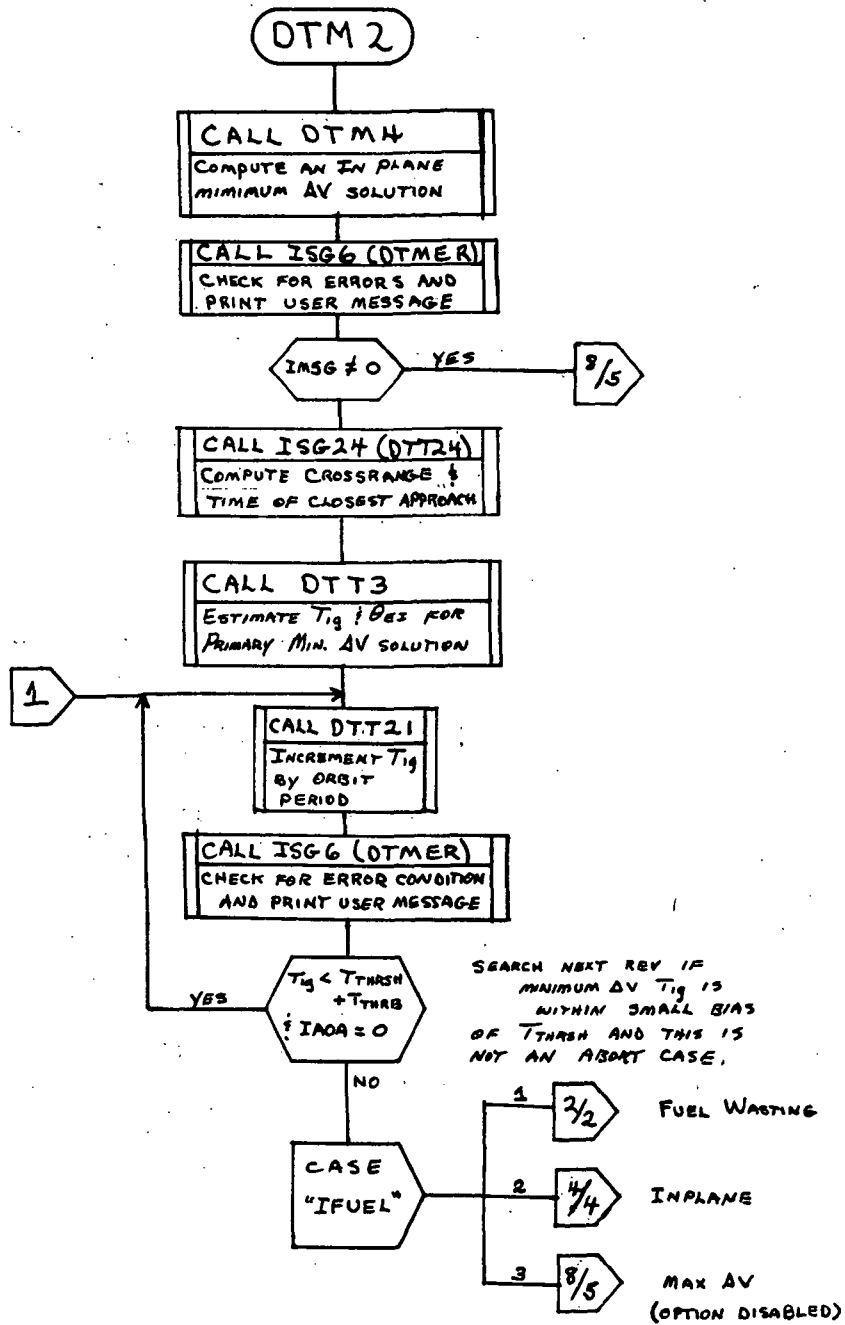 DTM2
CALL DTM4
COMPUTE AN IN PLANE
MIMIMUM ΔV SOLUTION
CALL ISG6 (DTMER)
CHECK FOR ERRORS AND
PRINT USER MESSAGE
IMSG ≠ 0
YES
8/5
CALL ISG24 (DTT24)
COMPUTE CROSSRANGE &
TIME OF CLOSEST APPROACH
CALL DTT3
ESTIMATE Tig & θEI FOR
PRIMARY MIN. ΔV SOLUTION
1
CALL DTT21
INCREMENT Tig
BY ORBIT
PERIOD
CALL ISG6 (DTMER)
CHECK FOR ERROR CONDITION
AND PRINT USER MESSAGE
Tig < TTHRSH
+ TTHRB
& IAOA = 0
YES
SEARCH NEXT REV IF
MINIMUM ΔV Tig IS
WITHIN SMALL BIAS
OF TTHRSH AND THIS IS
NOT AN ABORT CASE.
NO
CASE
"IFUEL"
1
2/2
FUEL WASTING
2
4/4
INPLANE
3
8/5
MAX ΔV
(OPTION DISABLED)